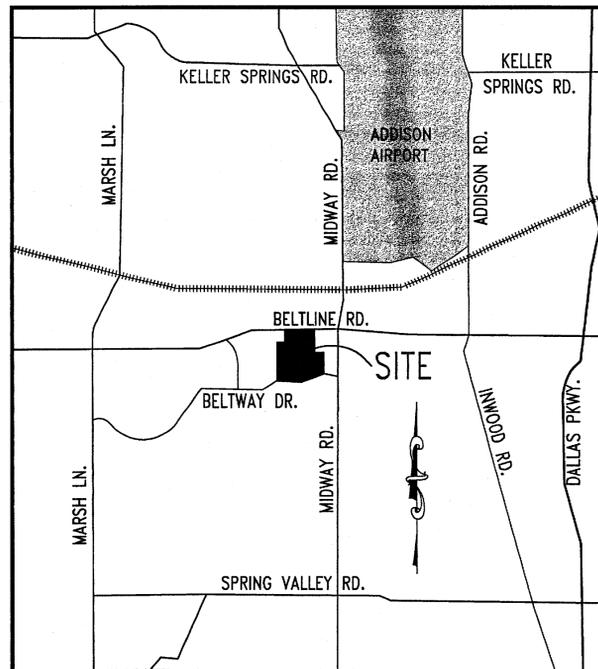 KELLER
SPRINGS RD.
KELLER SPRINGS RD.
ADDISON
AIRPORT
MARSH LN.
MIDWAY RD.
ADDISON RD.
BELTLINE RD.
SITE
BELTWAY DR.
INWOOD RD.
DALLAS PKWY.
MARSH LN.
MIDWAY RD.
SPRING VALLEY RD.